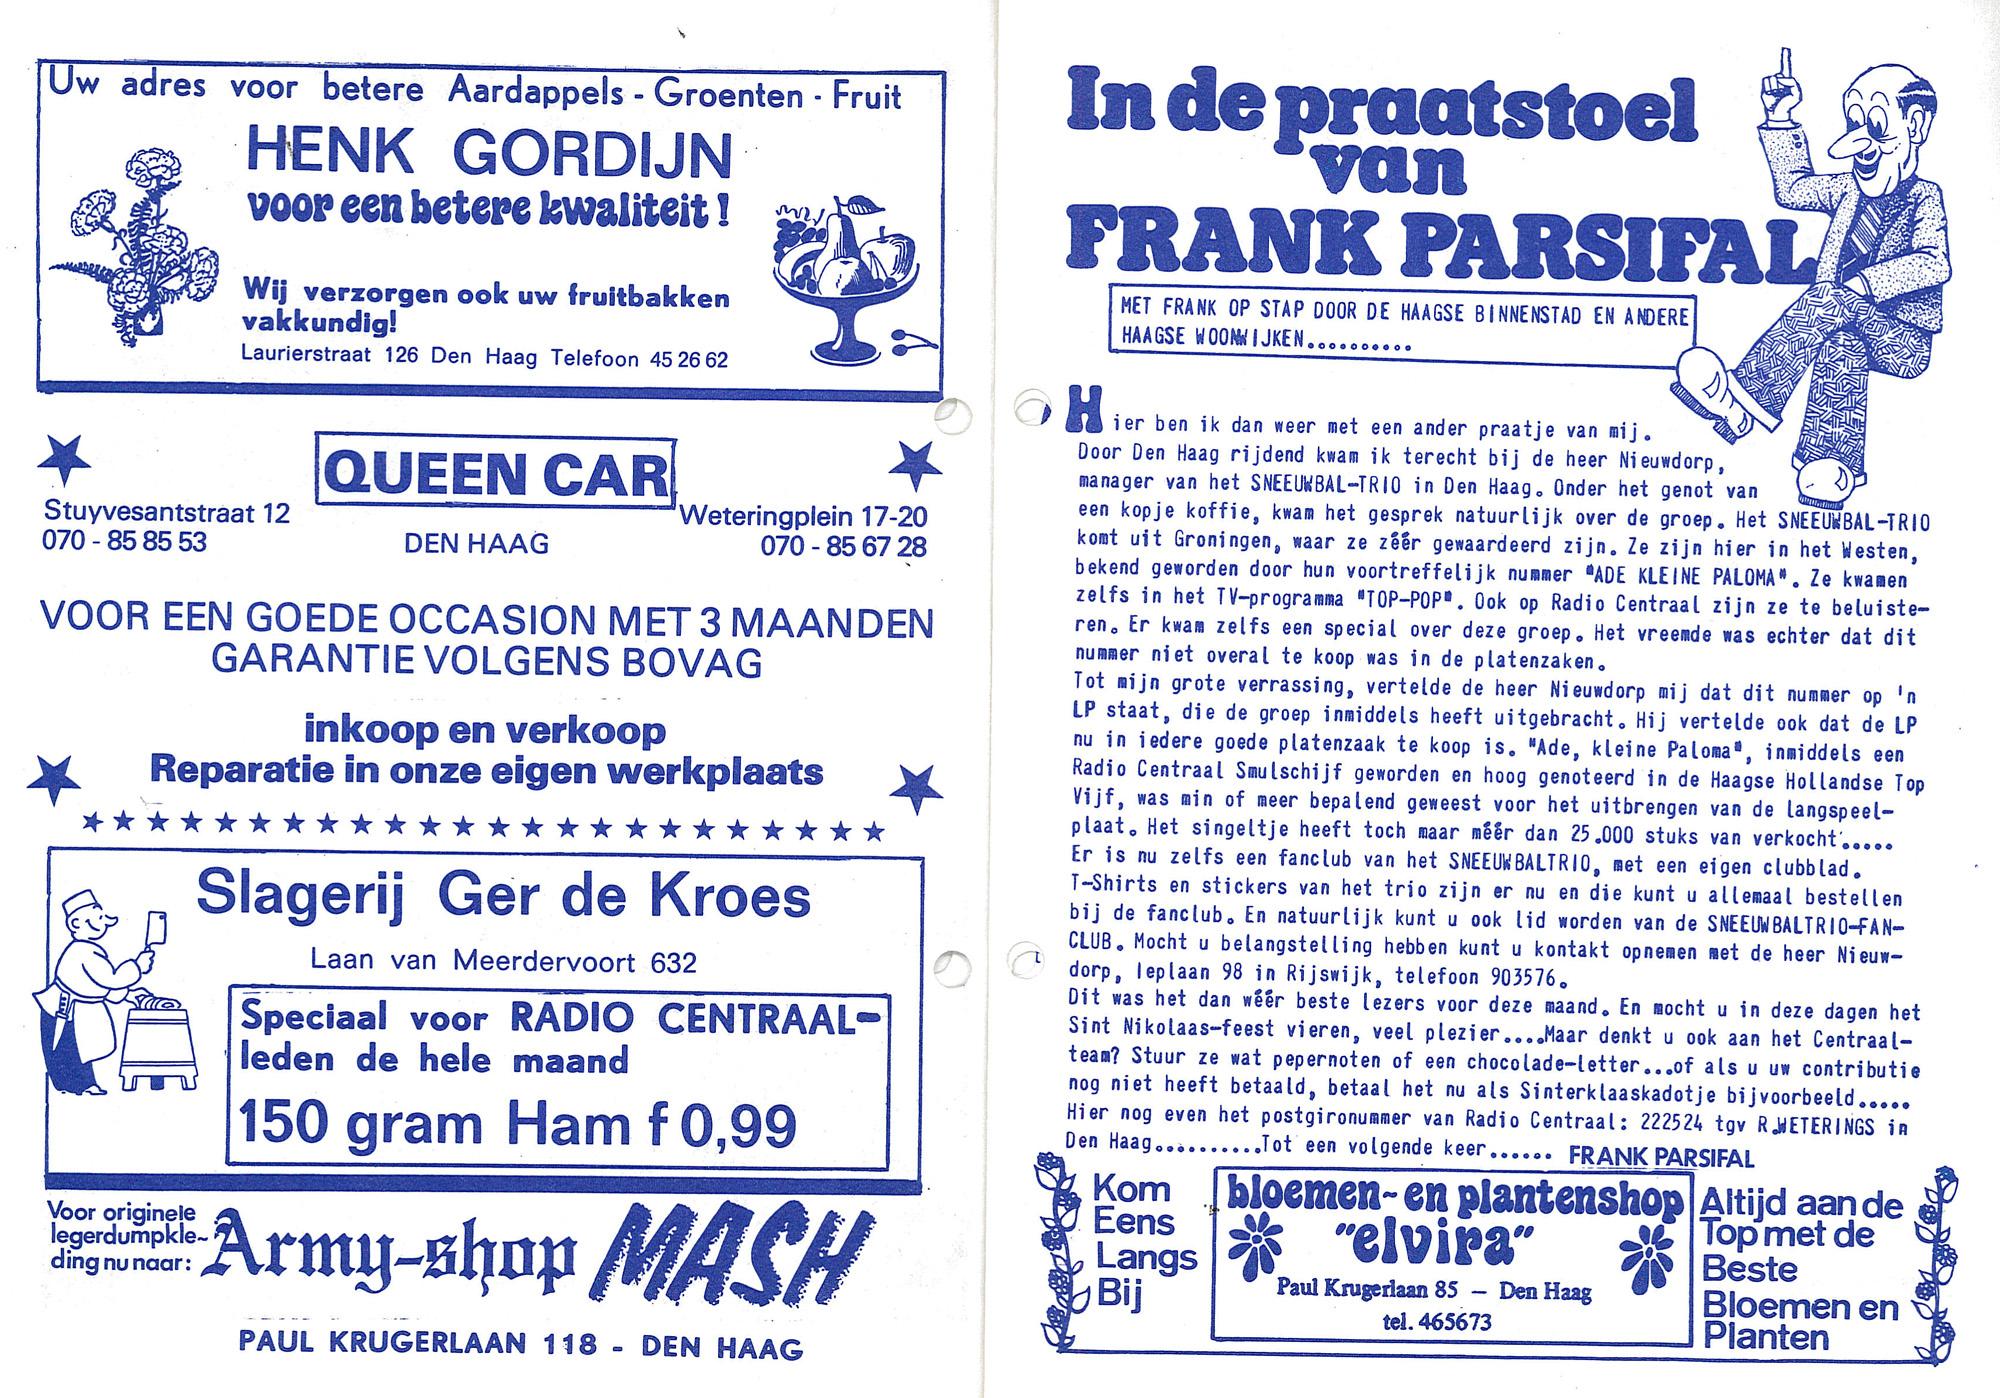 Uw adres voor betere Aardappels - Groenten - Fruit
HENK GORDIJN
voor een betere kwaliteit !
Wij verzorgen ook uw fruitbakken
vakkundig!
Laurierstraat 126 Den Haag Telefoon 45 26 62
QUEEN CAR
Stuyvesantstraat 12
070 - 85 85 53
DEN HAAG
Weteringplein 17-20
070 - 85 67 28
VOOR EEN GOEDE OCCASION MET 3 MAANDEN
GARANTIE VOLGENS BOVAG
inkoop en verkoop
Reparatie in onze eigen werkplaats
Slagerij Ger de Kroes
Laan van Meerdervoort 632
Speciaal voor RADIO CENTRAAL-
leden de hele maand
150 gram Ham f 0,99
Voor originele
legerdumpkle-
ding nu naar:
Army-shop MASH
PAUL KRUGERLAAN 118 - DEN HAAG
In de praatstoel
van
FRANK PARSIFAL
MET FRANK OP STAP DOOR DE HAAGSE BINNENSTAD EN ANDERE
HAAGSE WOONWIJKEN..........
Hier ben ik dan weer met een ander praatje van mij.
Door Den Haag rijdend kwam ik terecht bij de heer Nieuwdorp,
manager van het SNEEUWBAL-TRIO in Den Haag. Onder het genot van
een kopje koffie, kwam het gesprek natuurlijk over de groep. Het SNEEUWBAL-TRIO
komt uit Groningen, waar ze zéér gewaardeerd zijn. Ze zijn hier in het Westen,
bekend geworden door hun voortreffelijk nummer "ADE KLEINE PALOMA". Ze kwamen
zelfs in het TV-programma "TOP-POP". Ook op Radio Centraal zijn ze te beluiste-
ren. Er kwam zelfs een special over deze groep. Het vreemde was echter dat dit
nummer niet overal te koop was in de platenzaken.
Tot mijn grote verrassing, vertelde de heer Nieuwdorp mij dat dit nummer op 'n
LP staat, die de groep inmiddels heeft uitgebracht. Hij vertelde ook dat de LP
nu in iedere goede platenzaak te koop is. "Ade, kleine Paloma", inmiddels een
Radio Centraal Smulschijf geworden en hoog genoteerd in de Haagse Hollandse Top
Vijf, was min of meer bepalend geweest voor het uitbrengen van de langspeel-
plaat. Het singeltje heeft toch maar méér dan 25.000 stuks van verkocht.....
Er is nu zelfs een fanclub van het SNEEUWBALTRIO, met een eigen clubblad.
T-Shirts en stickers van het trio zijn er nu en die kunt u allemaal bestellen
bij de fanclub. En natuurlijk kunt u ook lid worden van de SNEEUWBALTRIO-FAN-
CLUB. Mocht u belangstelling hebben kunt u kontakt opnemen met de heer Nieuw-
dorp, Ieplaan 98 in Rijswijk, telefoon 903576.
Dit was het dan wéér beste lezers voor deze maand. En mocht u in deze dagen het
Sint Nikolaas-feest vieren, veel plezier....Maar denkt u ook aan het Centraal-
team? Stuur ze wat pepernoten of een chocolade-letter...of als u uw contributie
nog niet heeft betaald, betaal het nu als Sinterklaaskadotje bijvoorbeeld.....
Hier nog even het postgironummer van Radio Centraal: 222524 tgv R.WETERINGS in
Den Haag..........Tot een volgende keer...... FRANK PARSIFAL
Kom
Eens
Langs
Bij
bloemen- en plantenshop
"elvira"
Paul Krugerlaan 85 - Den Haag
tel. 465673
Altijd aan de
Top met de
Beste
Bloemen en
Planten